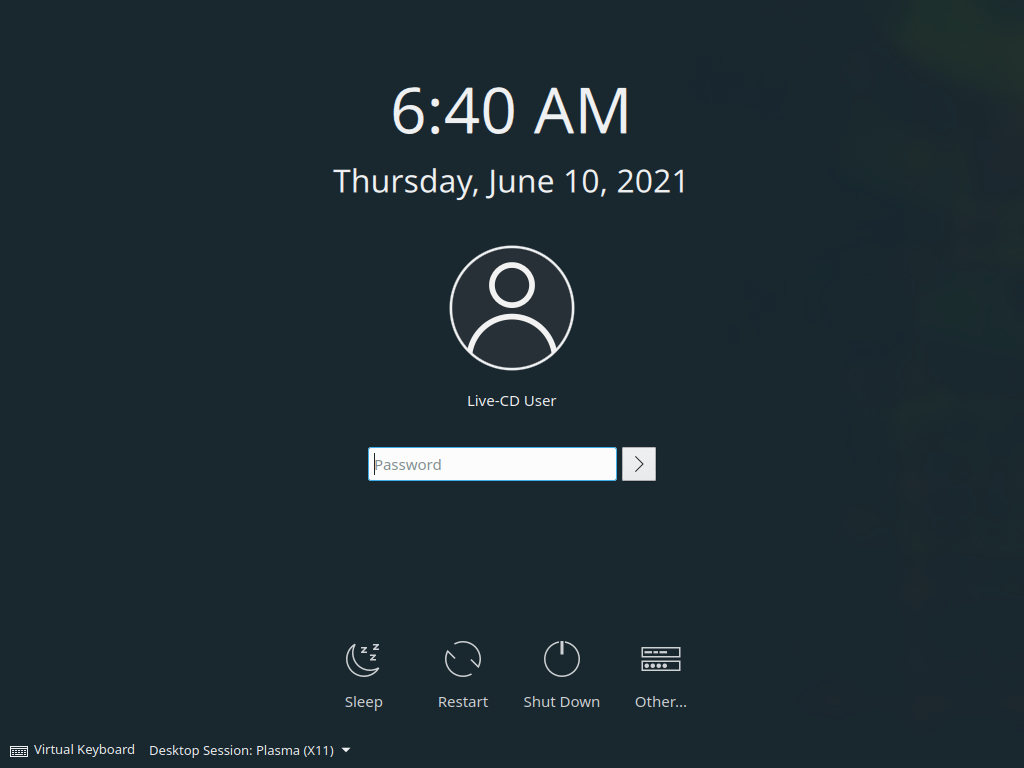 6:40 AM
Thursday, June 10, 2021
Live-CD User
Password
Sleep
Restart
Shut Down
Other...
Virtual Keyboard
Desktop Session: Plasma (X11)